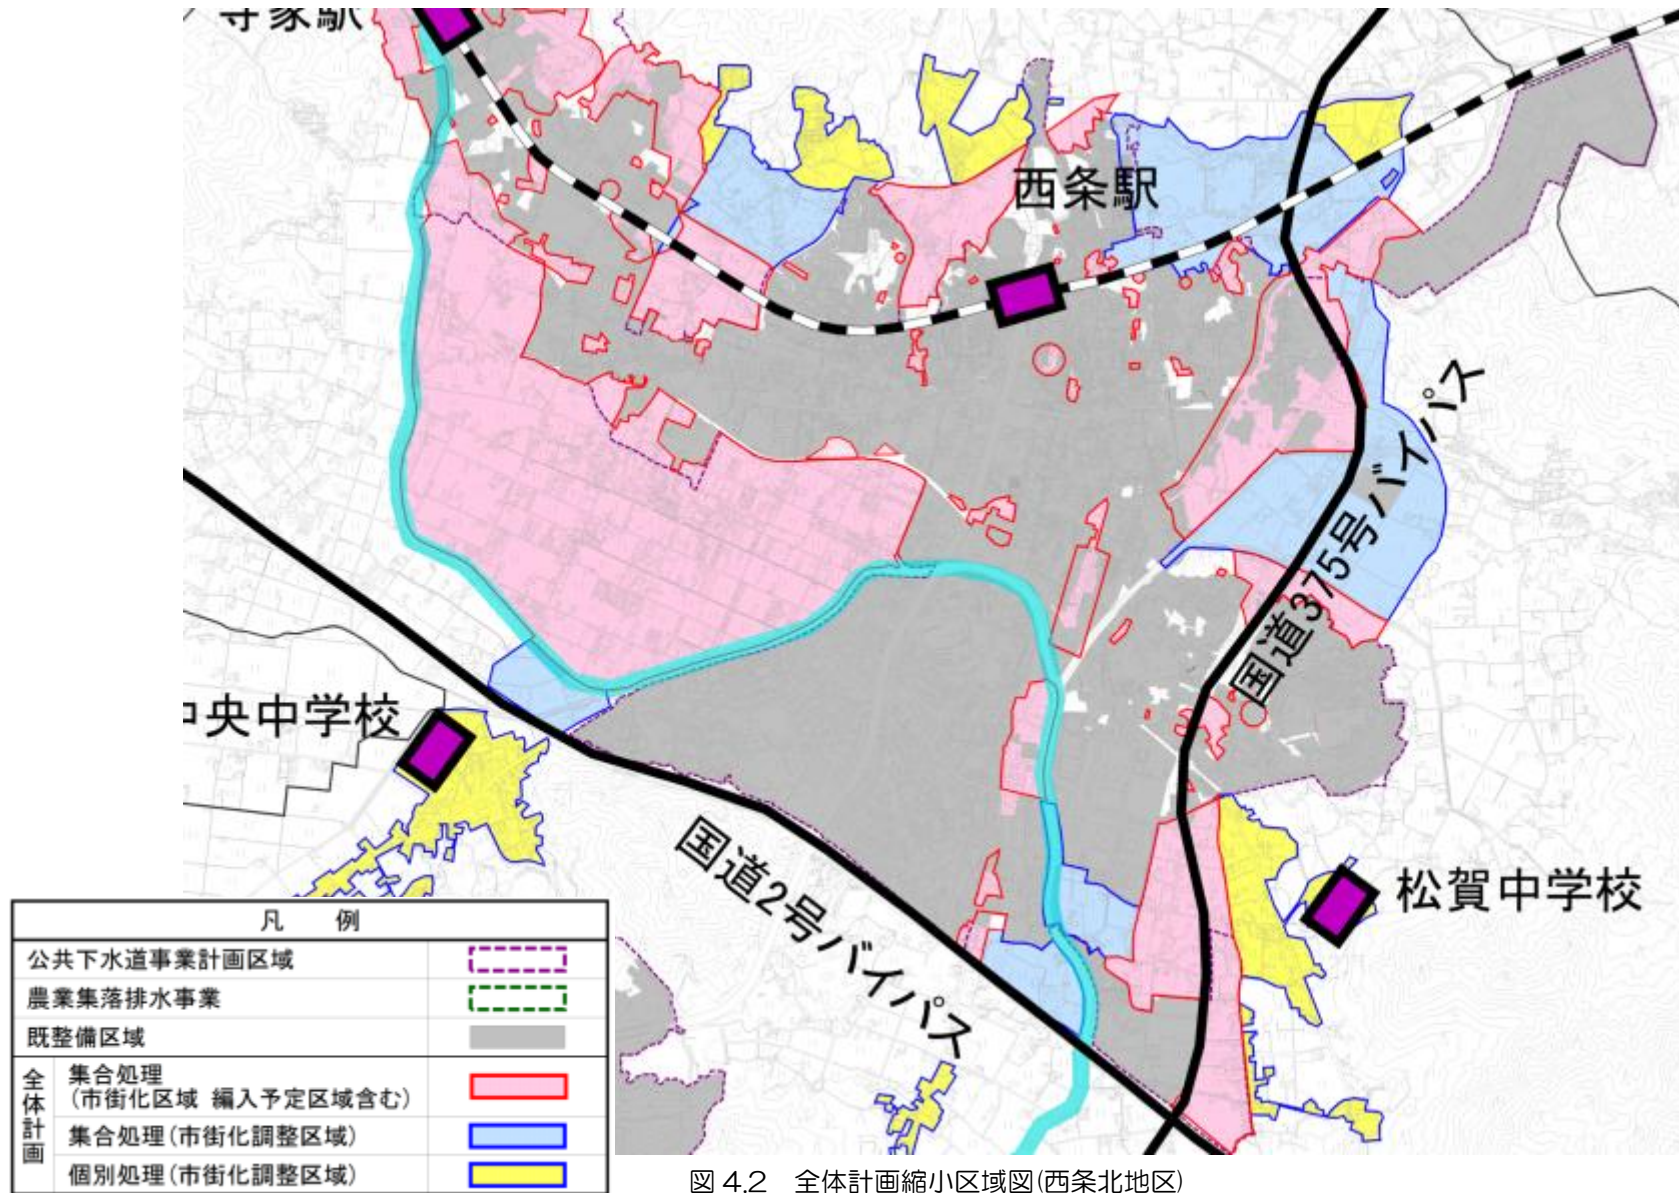 寺家駅
西条駅
国道375号バイパス
中央中学校
国道2号バイパス
松賀中学校
凡 例
公共下水道事業計画区域
農業集落排水事業
既整備区域
全体計画
集合処理
(市街化区域 編入予定区域含む)
集合処理(市街化調整区域)
個別処理(市街化調整区域)
図 4.2 全体計画縮小区域図(西条北地区)